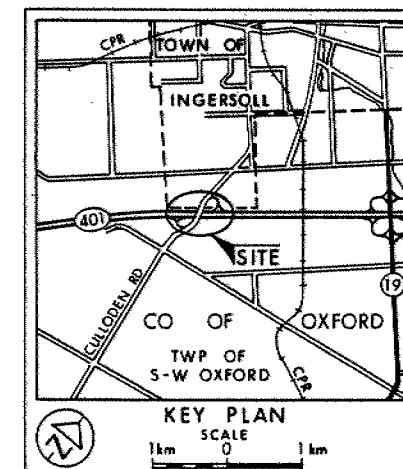 CPR
TOWN OF
INGERSOLL
401
SITE
CULLODEN RD
19
CO OF OXFORD
TWP OF
S-W OXFORD
CPR
KEY PLAN
SCALE
N
1km 0 1 km